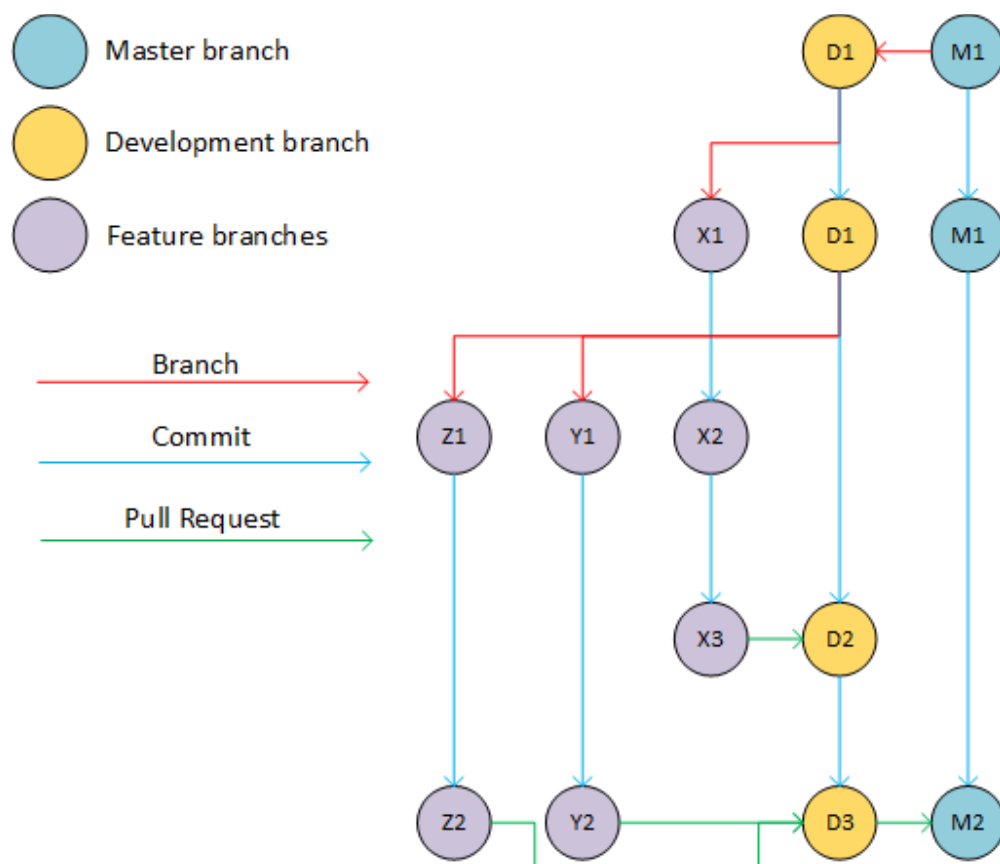 Master branch
Development branch
Feature branches
Branch
Commit
Pull Request
D1 M1
X1 D1 M1
Z1 Y1 X2
X3 D2
Z2 Y2 D3 M2